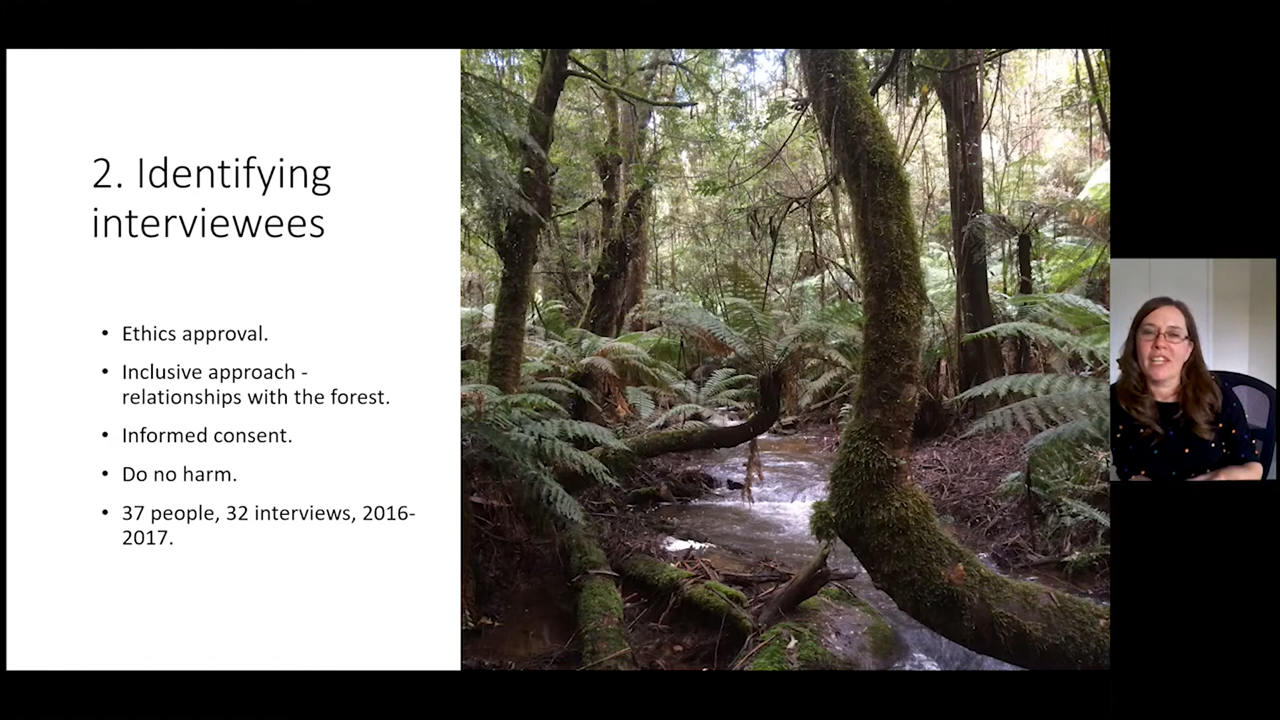 2. Identifying
interviewees
• Ethics approval.
• Inclusive approach -
relationships with the forest.
• Informed consent.
• Do no harm.
• 37 people, 32 interviews, 2016-
2017.